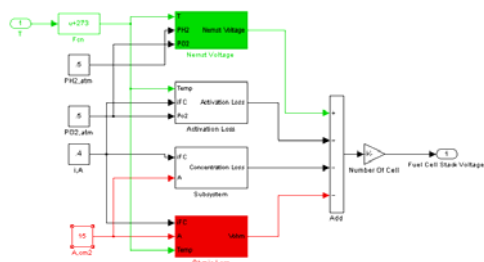 1
T
u+273
Fcn
T
PH2
PO2
Nernst Voltage
Nernst Voltage
.5
PH2_atm
Temp
iFC
Po2
Activation Loss
Activation Loss
.5
PO2_atm
.4
i,A
iFC
A
Concentration Loss
Subsystem
+
-
-
-
Add
Number Of Cell
1
Fuel Cell Stack Voltage
15
A,cm2
iFC
A
Temp